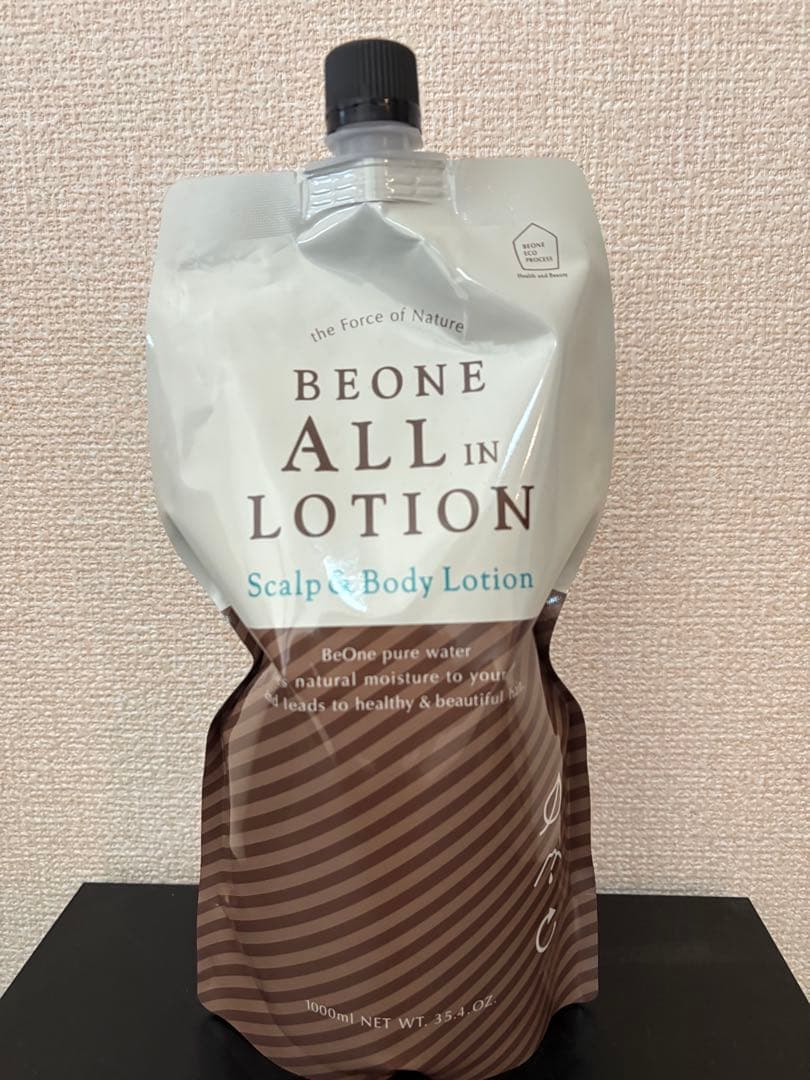 BEONE
ECO
PROCESS
Health and Beauty
the Force of Nature
BEONE
ALL IN
LOTION
Scalp & Body Lotion
BeOne pure water
natural moisture to your
leads to healthy & beautiful
1000ml NET WT. 35.4.OZ.